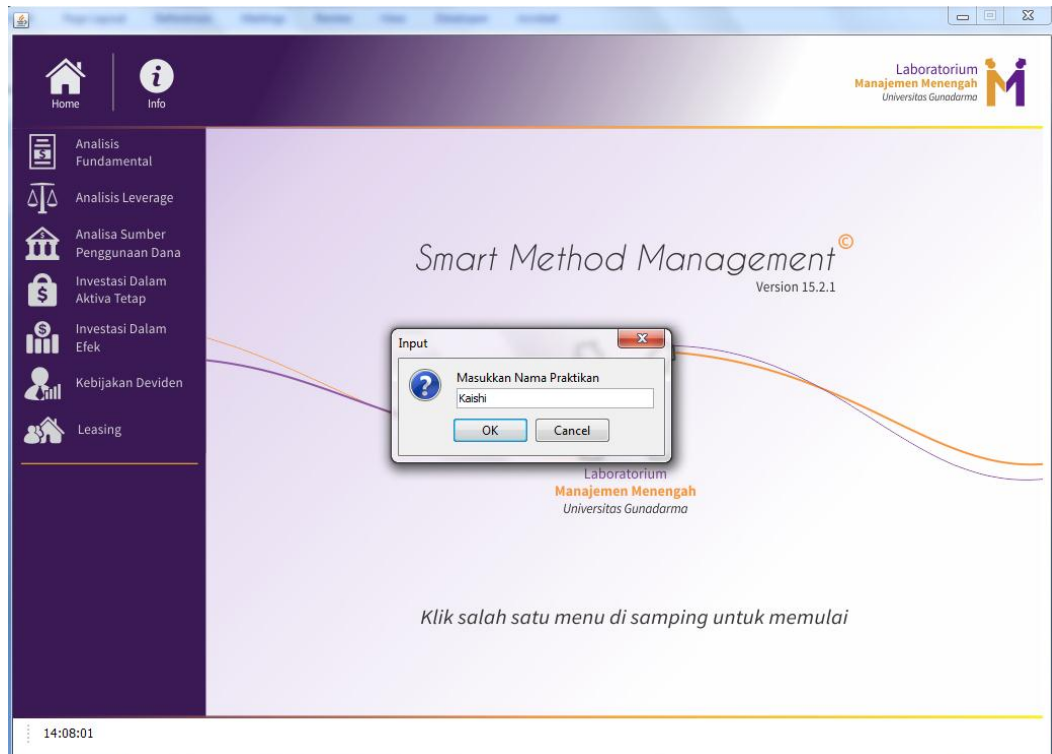 Home
Info
Laboratorium
Manajemen Menengah
Universitas Gunadarma
Analisis
Fundamental
Analisis Leverage
Analisa Sumber
Penggunaan Dana
Investasi Dalam
Aktiva Tetap
Investasi Dalam
Efek
Kebijakan Deviden
Leasing
Smart Method Management©
Version 15.2.1
Input
Masukkan Nama Praktikan
Kaishi
OK
Cancel
Laboratorium
Manajemen Menengah
Universitas Gunadarma
Klik salah satu menu di samping untuk memulai
14:08:01